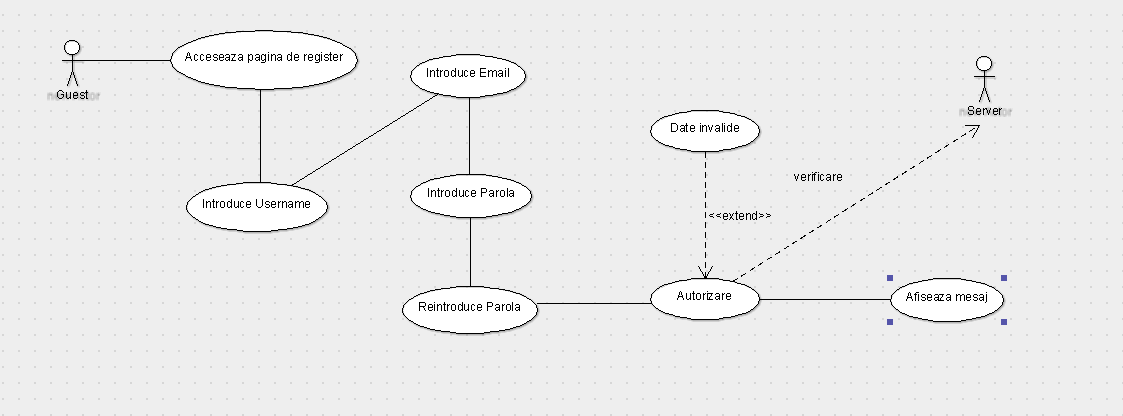 Acceseaza pagina de register
Guest
Introduce Email
Server
Date invalide
verificare
Introduce Parola
Introduce Username
<<extend>>
Autorizare
Afiseaza mesaj
Reintroduce Parola